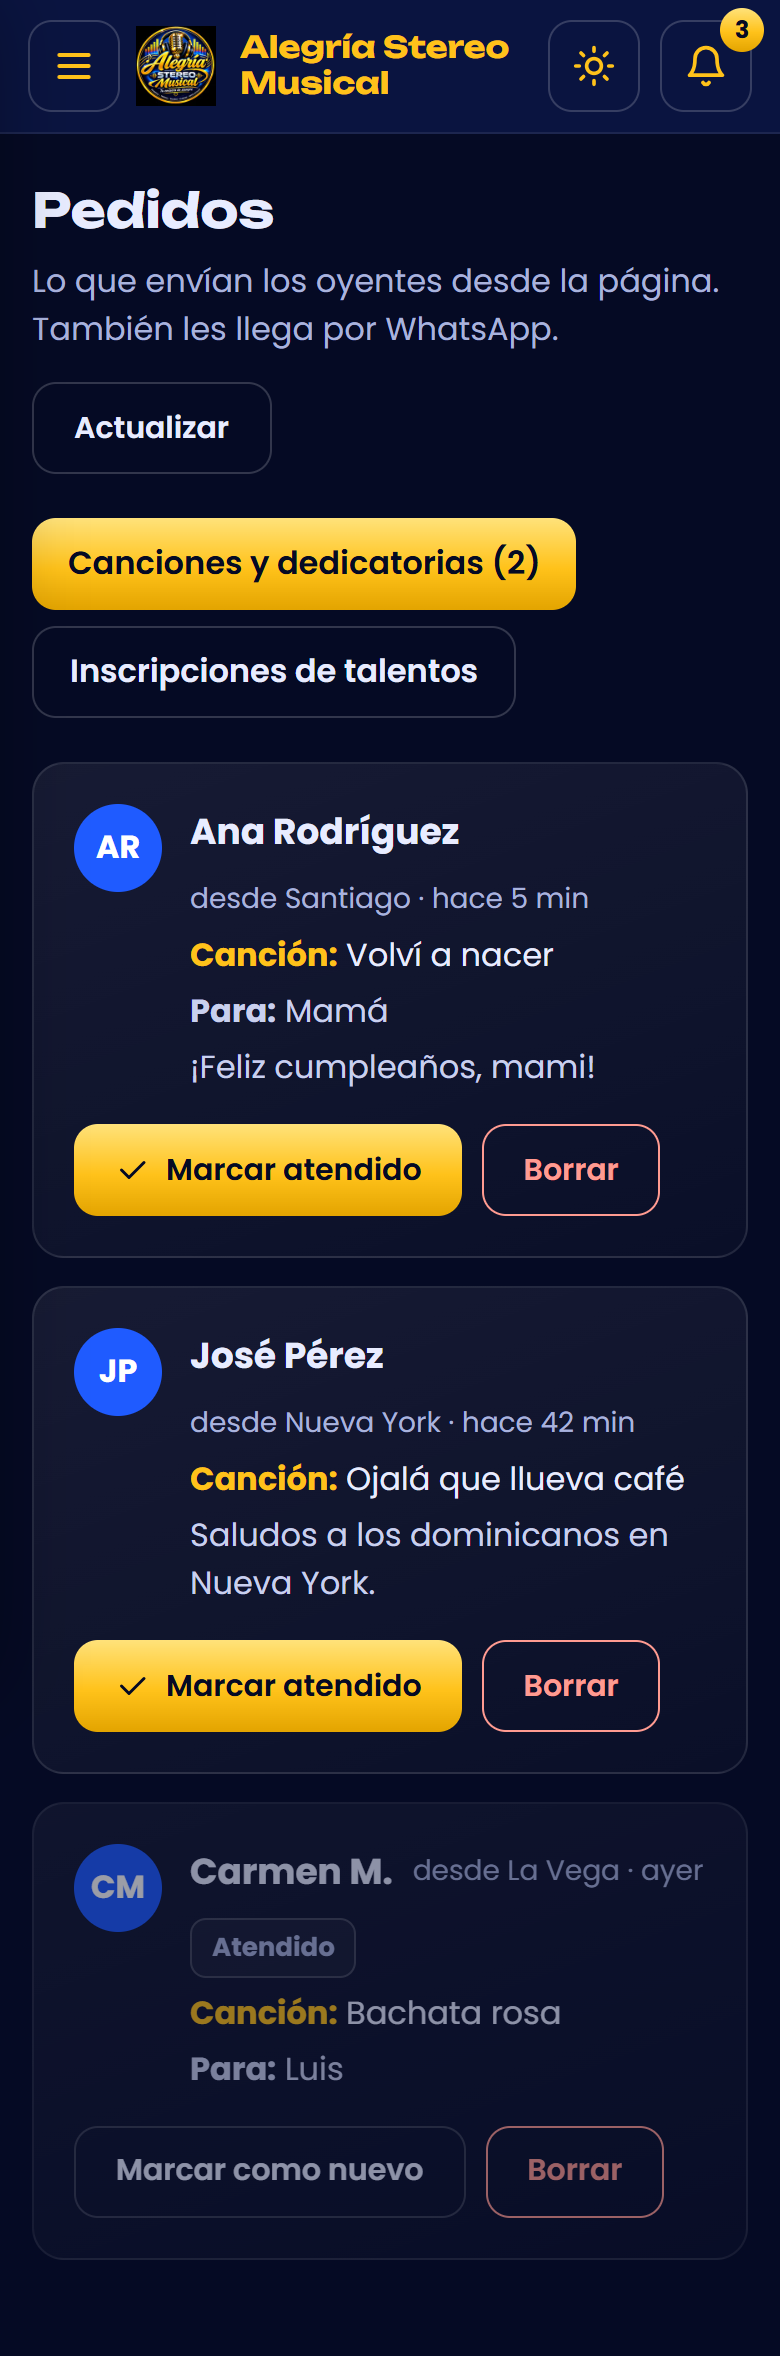 Alegría
STEREO
Musical
Alegría Stereo
Musical
3
Pedidos
Lo que envían los oyentes desde la página.
También les llega por WhatsApp.
Actualizar
Canciones y dedicatorias (2)
Inscripciones de talentos
AR
Ana Rodríguez
desde Santiago · hace 5 min
Canción: Volví a nacer
Para: Mamá
¡Feliz cumpleaños, mami!
Marcar atendido
Borrar
JP
José Pérez
desde Nueva York · hace 42 min
Canción: Ojalá que llueva café
Saludos a los dominicanos en
Nueva York.
Marcar atendido
Borrar
CM
Carmen M. desde La Vega · ayer
Atendido
Canción: Bachata rosa
Para: Luis
Marcar como nuevo
Borrar